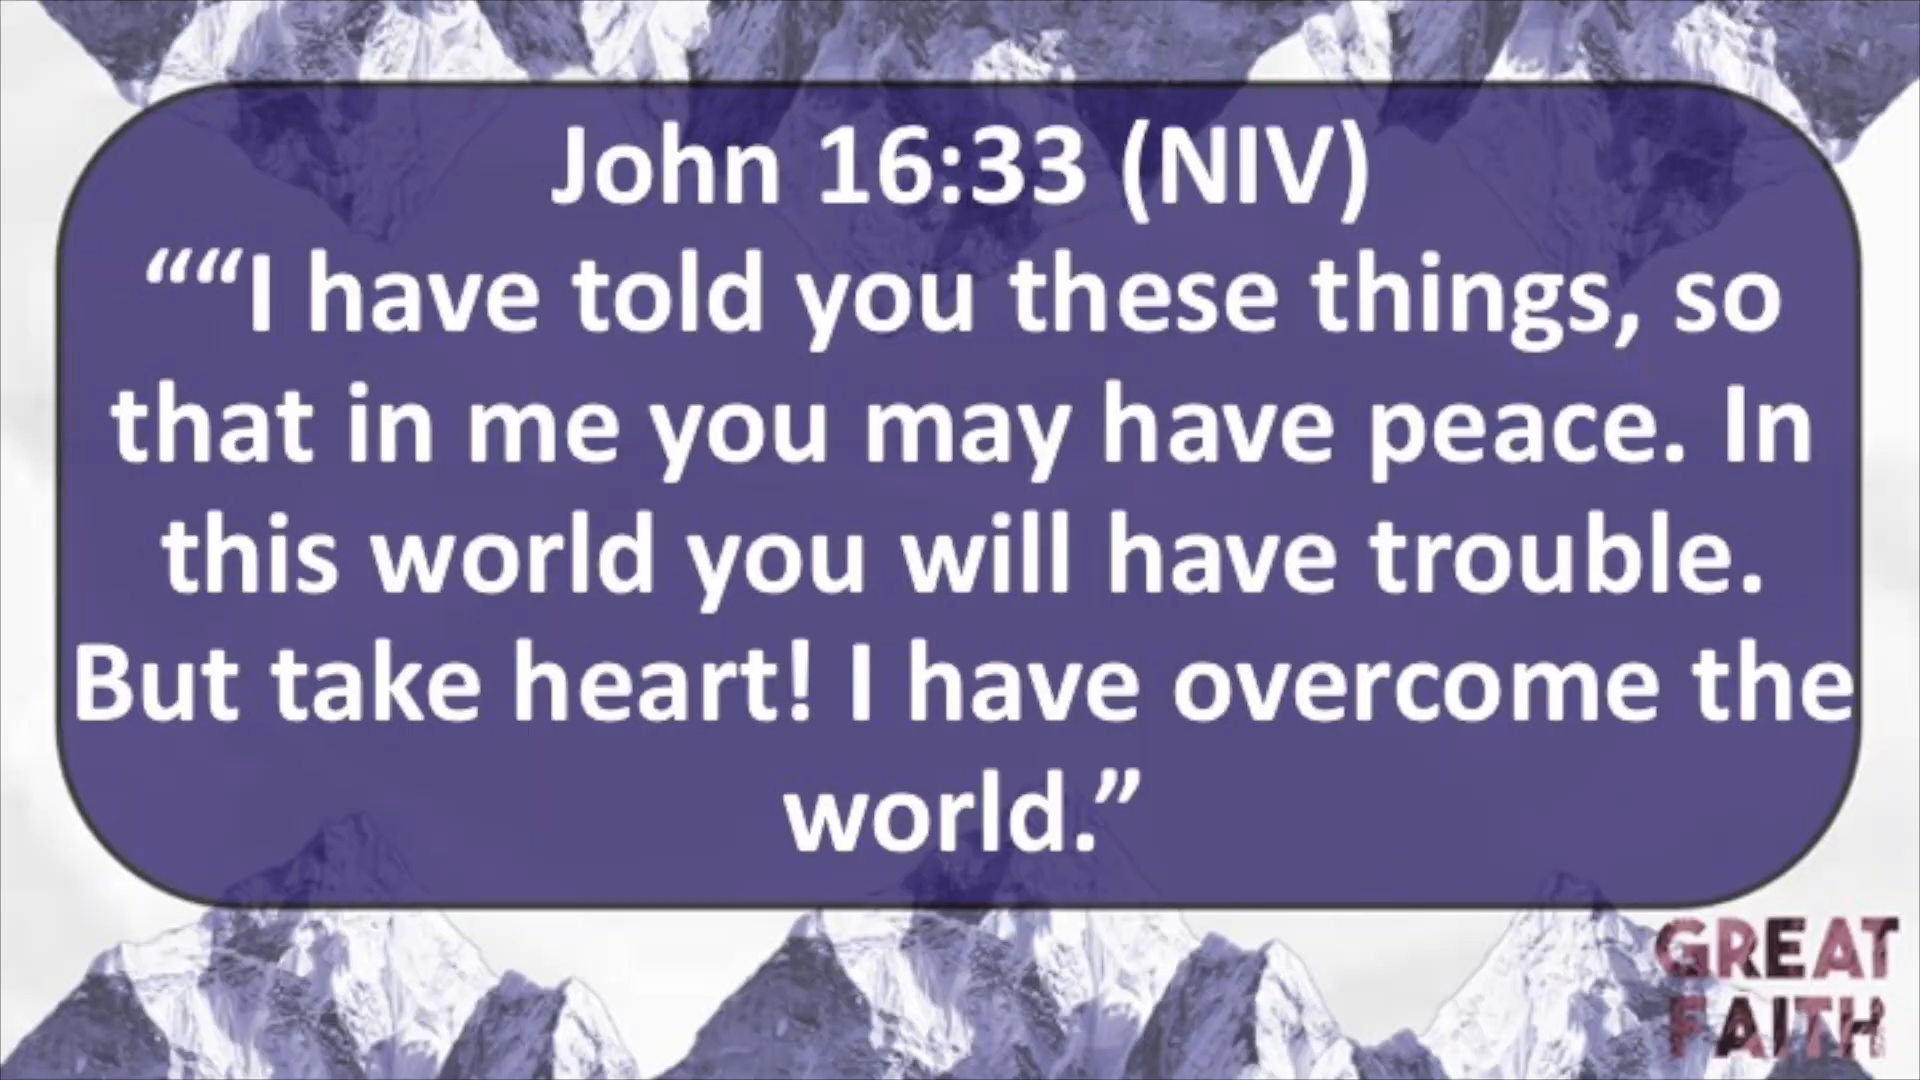 John 16:33 (NIV)
““I have told you these things, so
that in me you may have peace. In
this world you will have trouble.
But take heart! I have overcome the
world.”
GREAT
FAITH